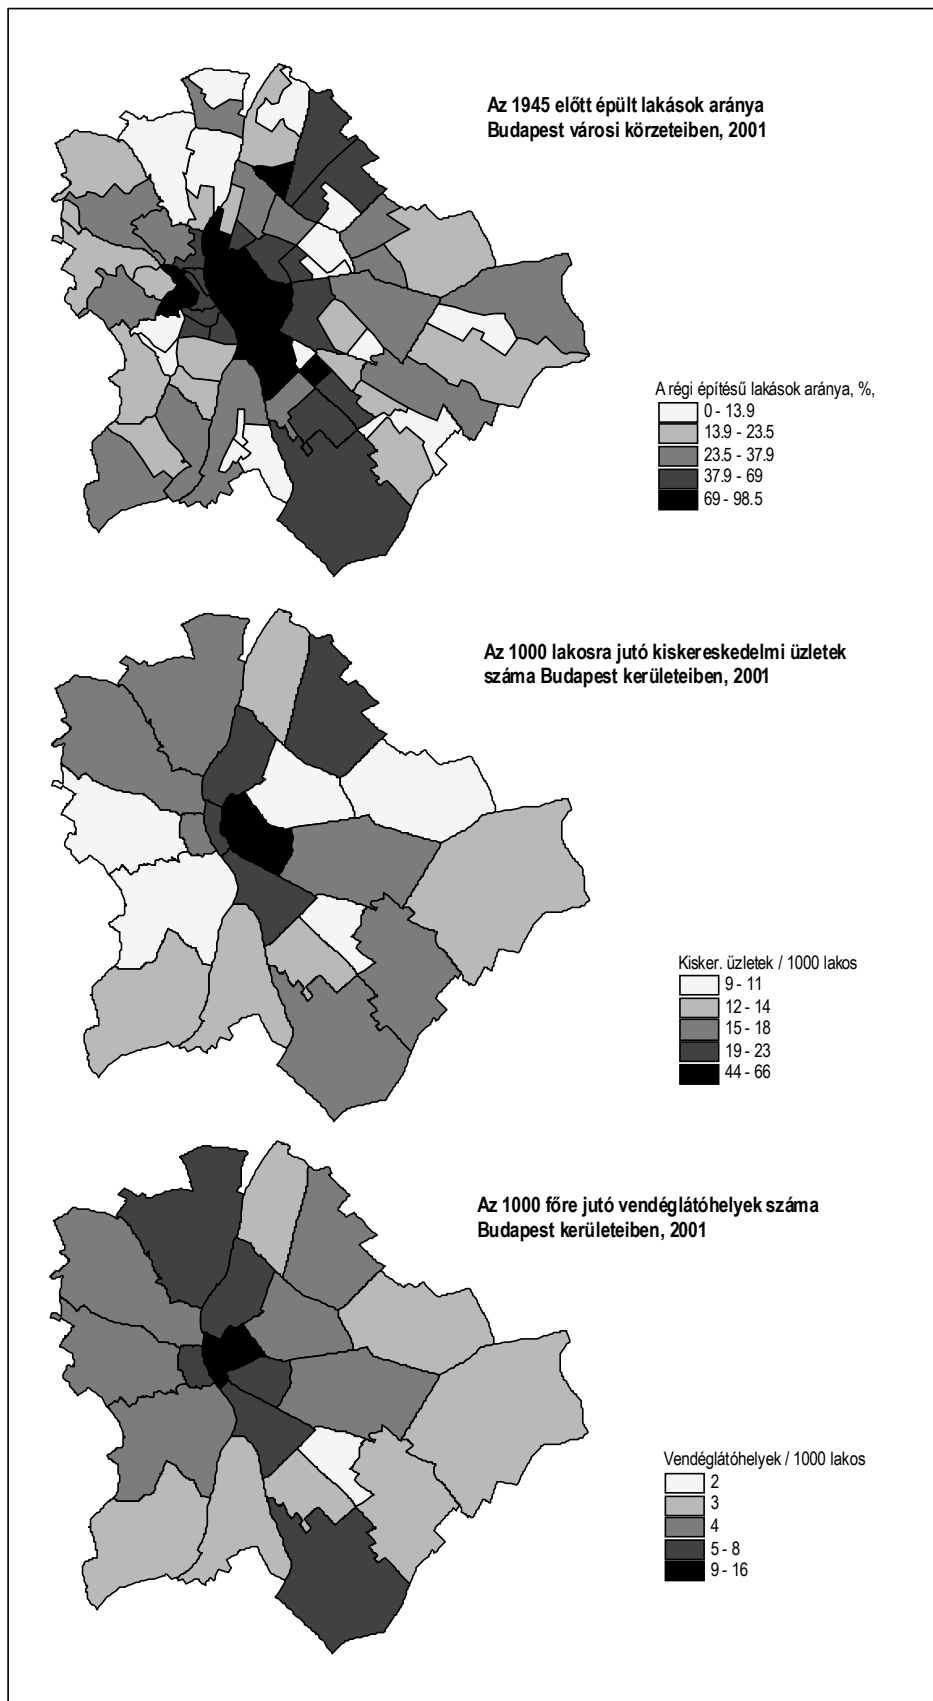 Az 1945 előtt épült lakások aránya
Budapest városi körzeteiben, 2001
A régi építésű lakások aránya, %,
0 - 13.9
13.9 - 23.5
23.5 - 37.9
37.9 - 69
69 - 98.5
Az 1000 lakosra jutó kiskereskedelmi üzletek
száma Budapest kerületeiben, 2001
Kisker. üzletek / 1000 lakos
9 - 11
12 - 14
15 - 18
19 - 23
44 - 66
Az 1000 főre jutó vendéglátóhelyek száma
Budapest kerületeiben, 2001
Vendéglátóhelyek / 1000 lakos
2
3
4
5 - 8
9 - 16